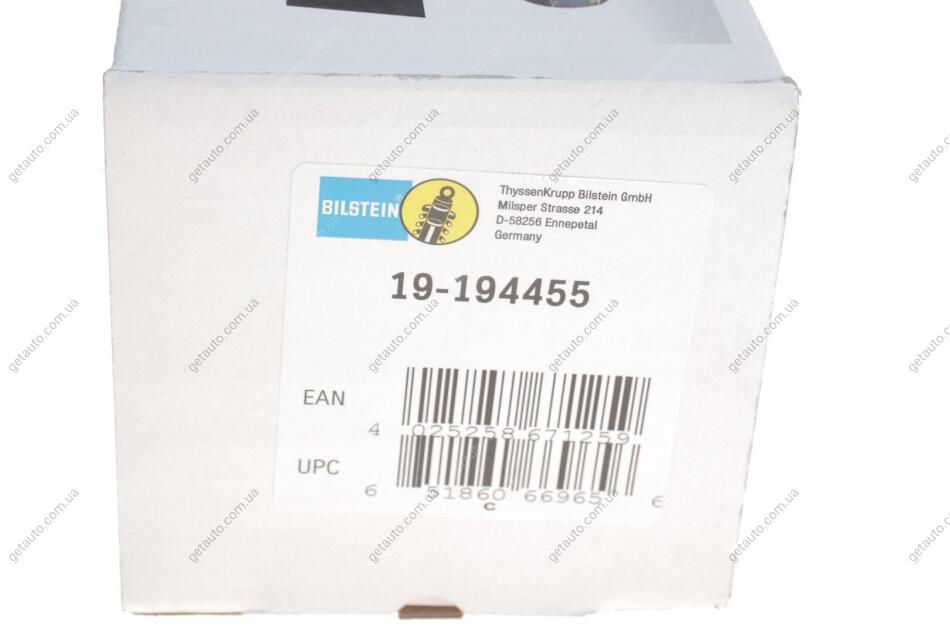 BILSTEIN®
ThyssenKrupp Bilstein GmbH
Milsper Strasse 214
D-58256 Ennepetal
Germany
19-194455
EAN
4 025258 671259
UPC
6 51860 66965 6
C
getauto.com.ua